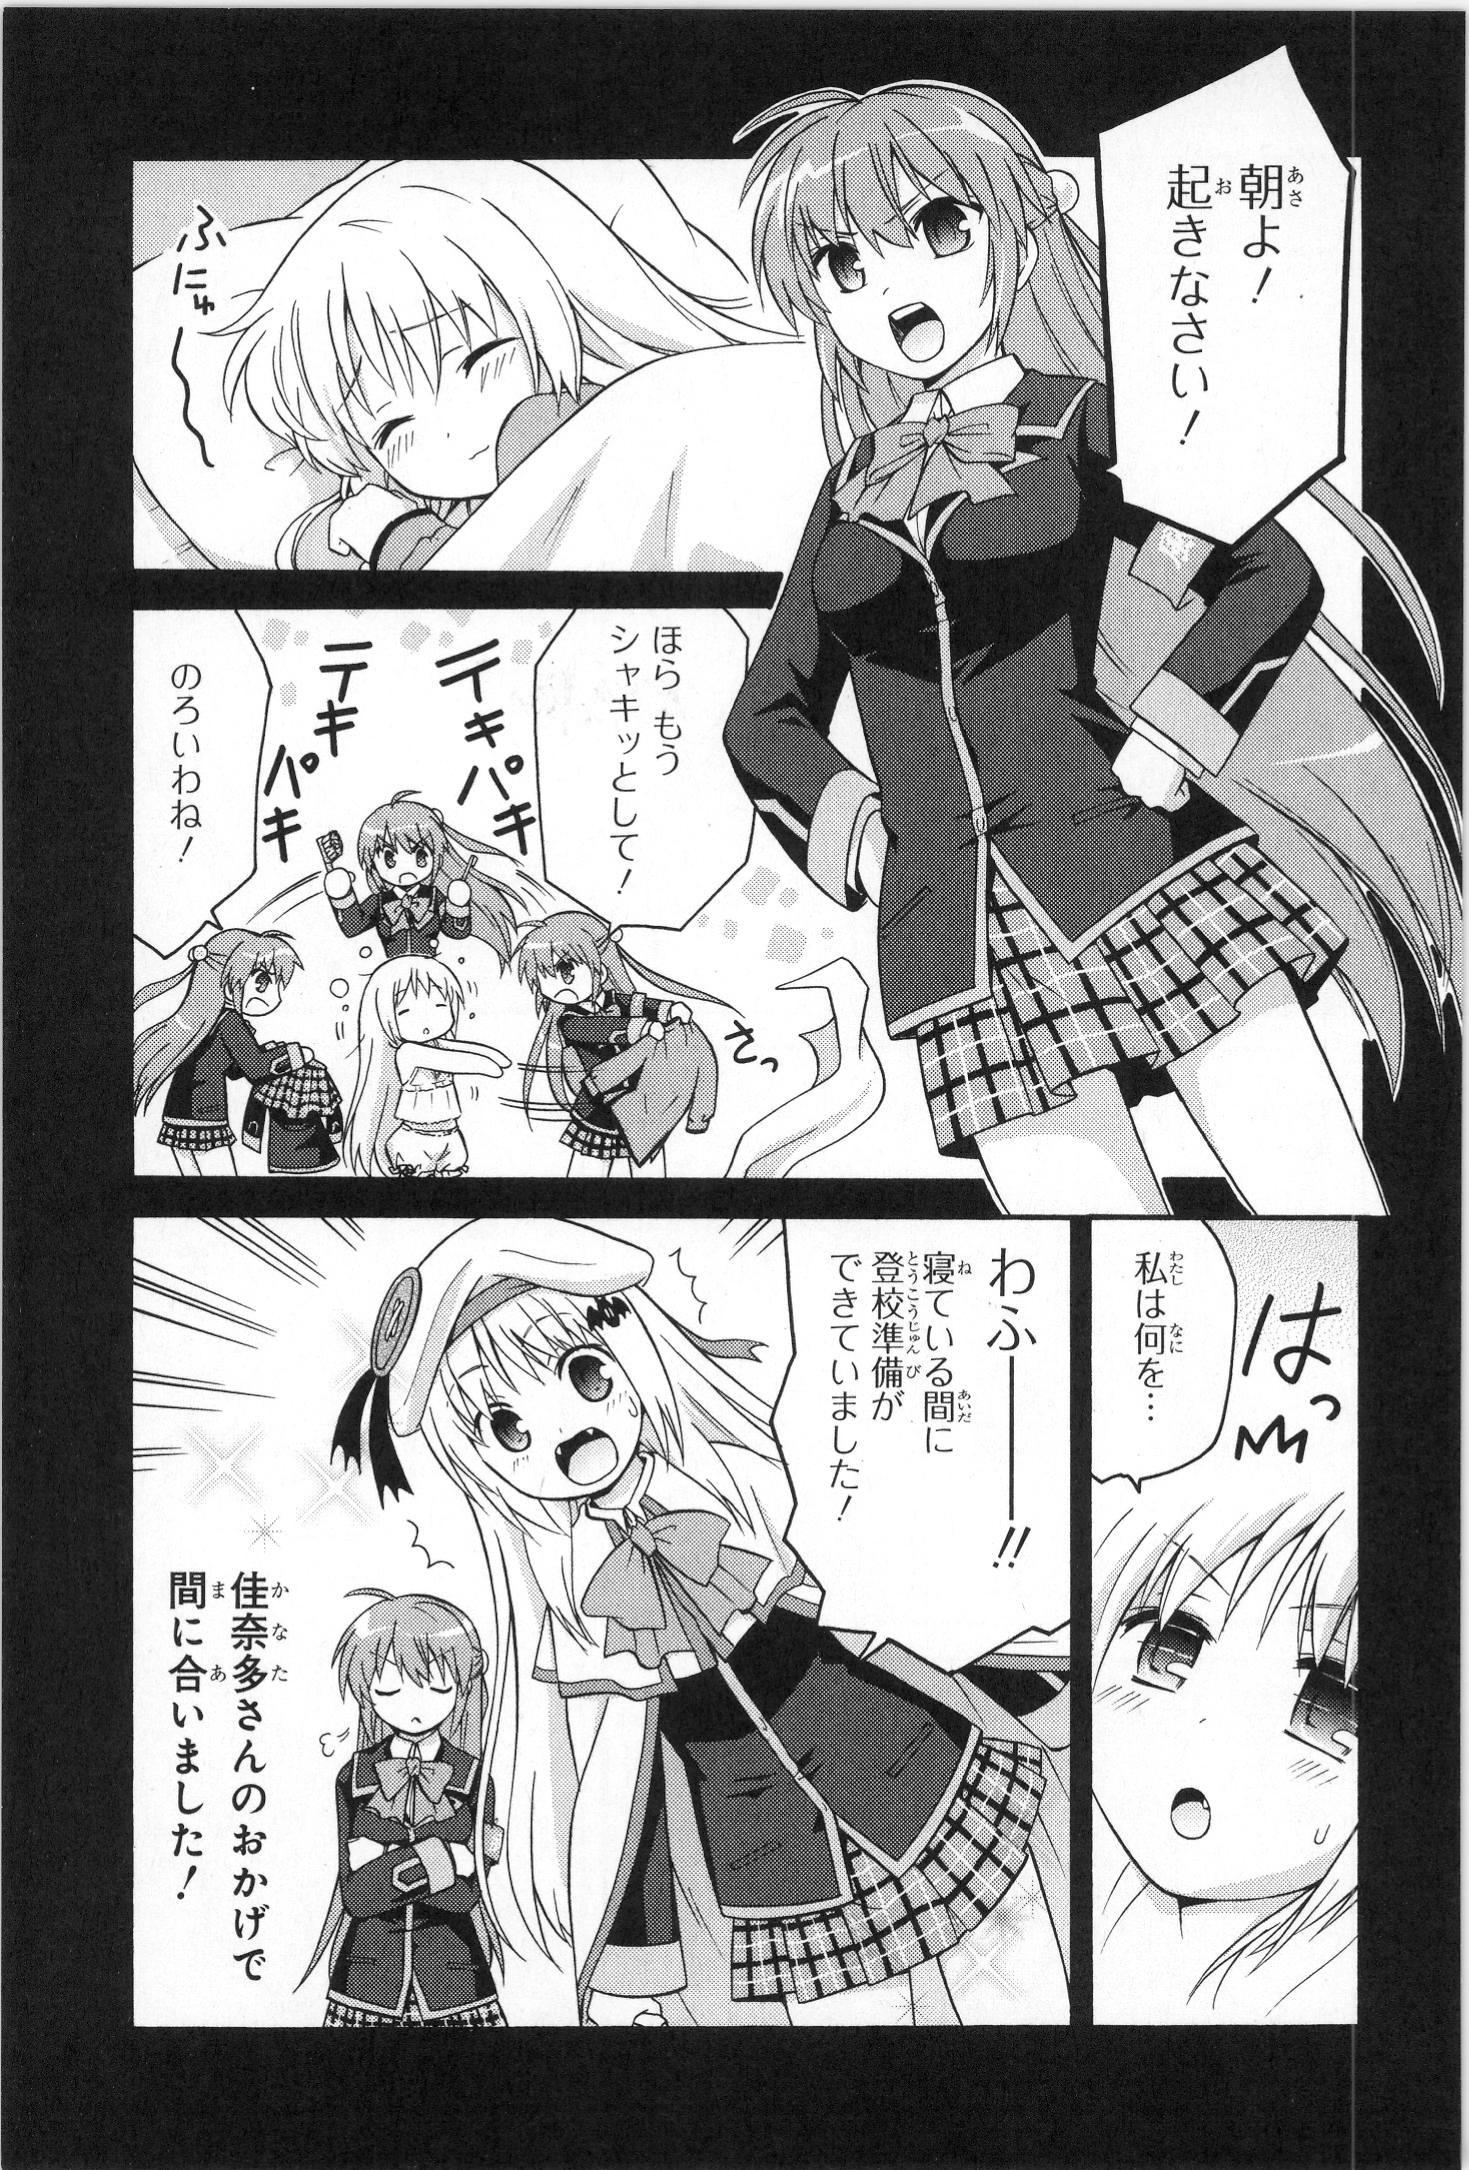 朝よ!
起きなさい!
ふにゅ〜
ほら もう
シャキッとして!
テキパキ
テキパキ
さっ
のろいわね!
はっ
私は何を…
わふーーー!!
寝ている間に
登校準備が
できていました!
佳奈多さんのおかげで
間に合いました!